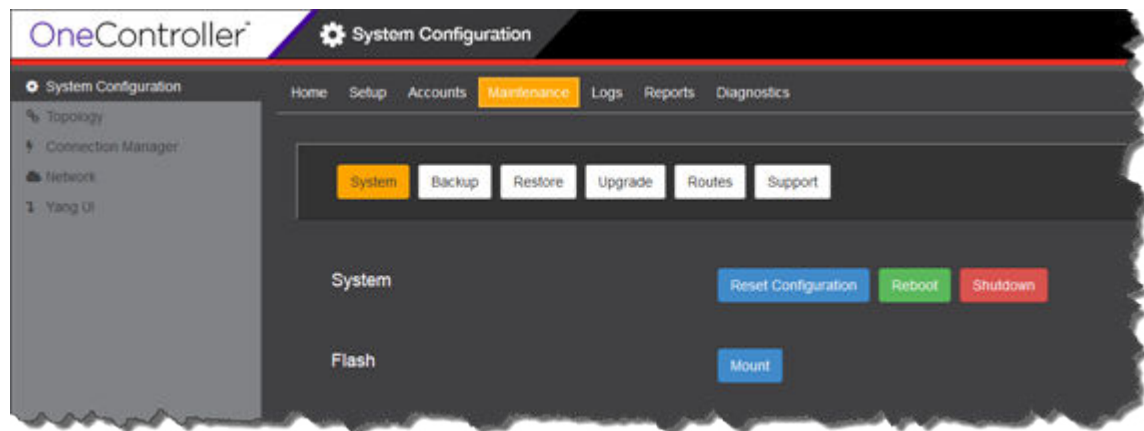 OneController™
System Configuration
System Configuration
Topology
Connection Manager
Network
Yang UI
Home Setup Accounts Maintenance Logs Reports Diagnostics
System Backup Restore Upgrade Routes Support
System
Reset Configuration Reboot Shutdown
Flash
Mount